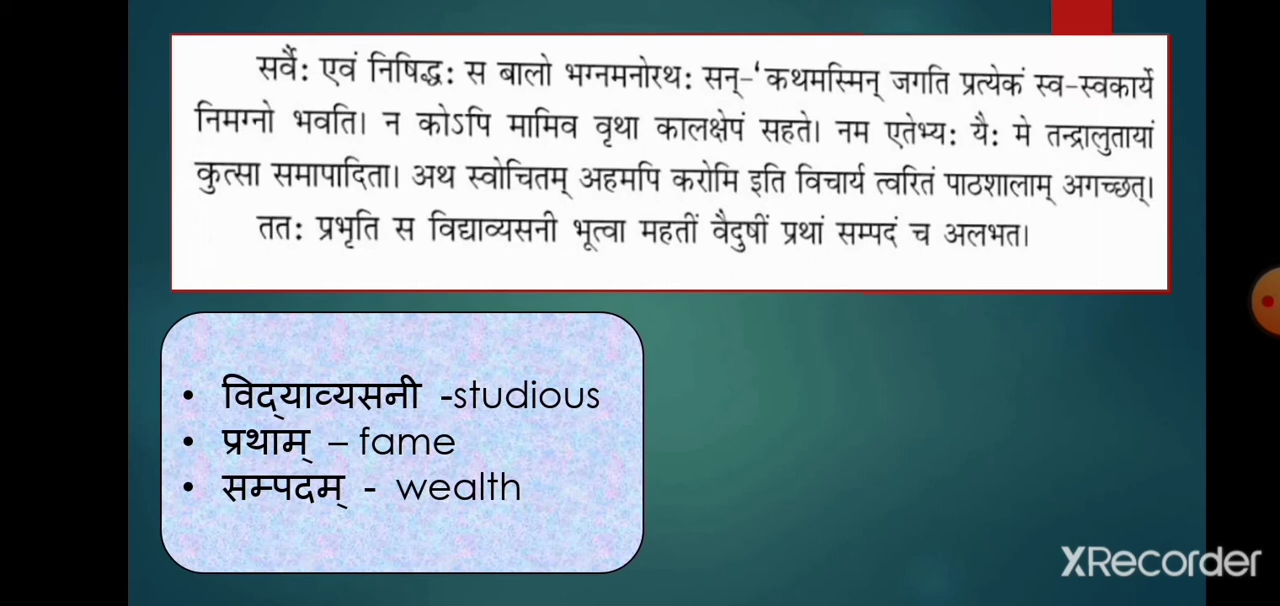 सर्वैः एवं निषिद्धः स बालो भग्नमनोरथः सन्-‘कथमस्मिन् जगति प्रत्येकं स्व-स्वकार्ये
निमग्नो भवति। न कोऽपि मामिव वृथा कालक्षेपं सहते। नम एतेभ्यः यैः मे तन्द्रालुतायां
कुत्सा समापादिता। अथ स्वोचितम् अहमपि करोमि इति विचार्य त्वरितं पाठशालाम् अगच्छत्।
ततः प्रभृति स विद्याव्यसनी भूत्वा महतीं वैदुषीं प्रथां सम्पदं च अलभत।
• विद्‌याव्यसनी -studious
• प्रथाम् – fame
• सम्पदम् - wealth
XRecorder